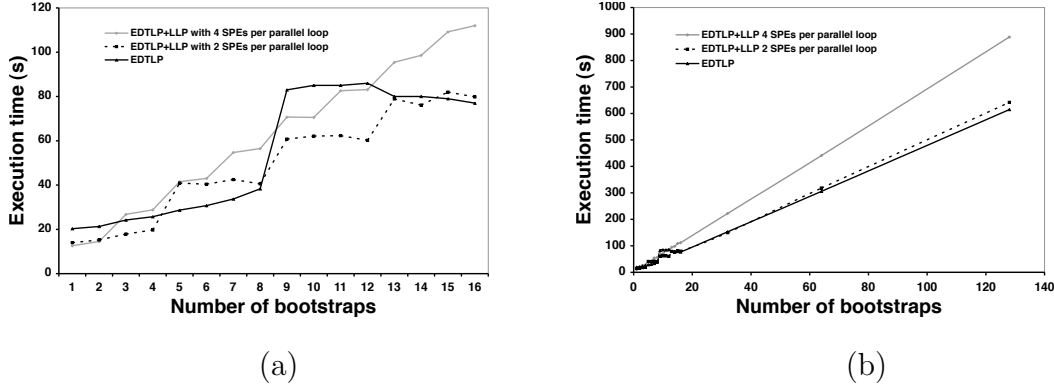 120
100
80
60
40
20
0
EDTLP+LLP with 4 SPEs per parallel loop
EDTLP+LLP with 2 SPEs per parallel loop
EDTLP
Execution time (s)
1 2 3 4 5 6 7 8 9 10 11 12 13 14 15 16
Number of bootstraps
(a)
1000
900
800
700
600
500
400
300
200
100
0
EDTLP+LLP 4 SPEs per parallel loop
EDTLP+LLP 2 SPEs per parallel loop
EDTLP
Execution time (s)
0 20 40 60 80 100 120 140
Number of bootstraps
(b)